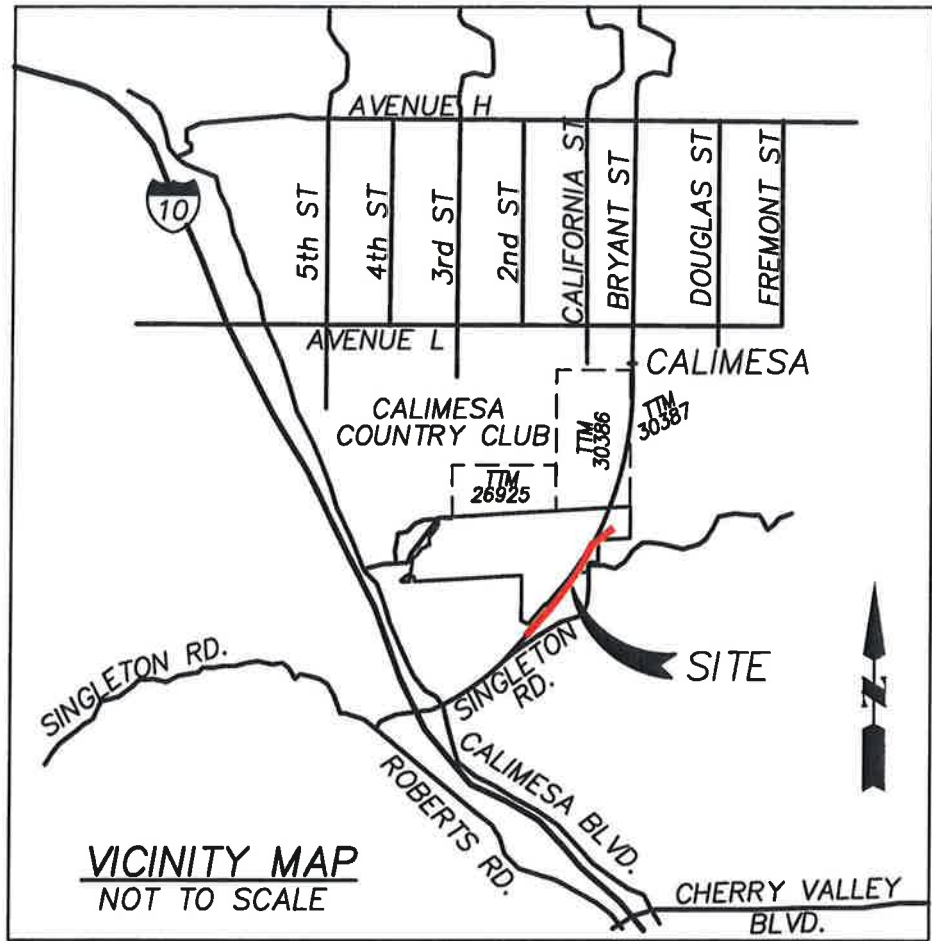 AVENUE H
10
5th ST
4th ST
3rd ST
2nd ST
CALIFORNIA ST
BRYANT ST
DOUGLAS ST
FREMONT ST
AVENUE L
CALIMESA
CALIMESA
COUNTRY CLUB
TTM
30386
TTM
30387
TTM
26925
SINGLETON RD.
SINGLETON
RD.
SITE
N
CALIMESA BLVD.
ROBERTS RD.
VICINITY MAP
NOT TO SCALE
CHERRY VALLEY
BLVD.